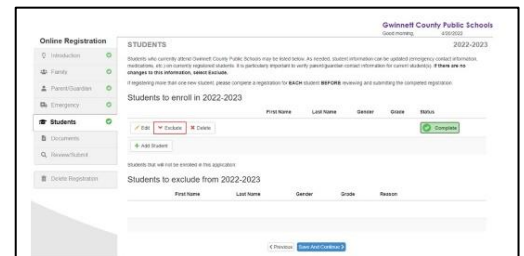 Gwinnett County Public Schools
Good morning, 4/30/2022
Online Registration
Introduction
Family
Parent/Guardian
Emergency
Students
Documents
Review/Submit
Delete Registration
STUDENTS 2022-2023
Students who currently attend Gwinnett County Public Schools may be listed below. As needed, student information can be updated emergency contact information,
medications, etc.) on currently registered students. It is particularly important to verify parent/guardian contact information for current student(s). If there are no
changes to this information, select Exclude.
If registering more than one new student, please complete a registration for EACH student BEFORE reviewing and submitting the completed registration.
Students to enroll in 2022-2023
First Name Last Name Gender Grade Status
Edit Exclude Delete Complete
Add Student
Students that will not be enrolled in this application
Students to exclude from 2022-2023
First Name Last Name Gender Grade Reason
Previous Save And Continue